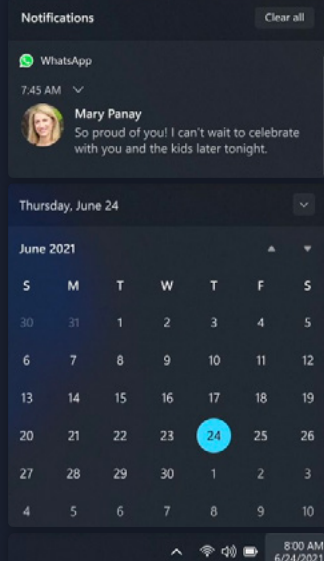 Notifications Clear all
WhatsApp
7:45 AM
Mary Panay
So proud of you! I can't wait to celebrate
with you and the kids later tonight.
Thursday, June 24
June 2021
S M T W T F S
30 31 1 2 3 4 5
6 7 8 9 10 11 12
13 14 15 16 17 18 19
20 21 22 23 24 25 26
27 28 29 30 1 2 3
4 5 6 7 8 9 10
8:00 AM
6/24/2021